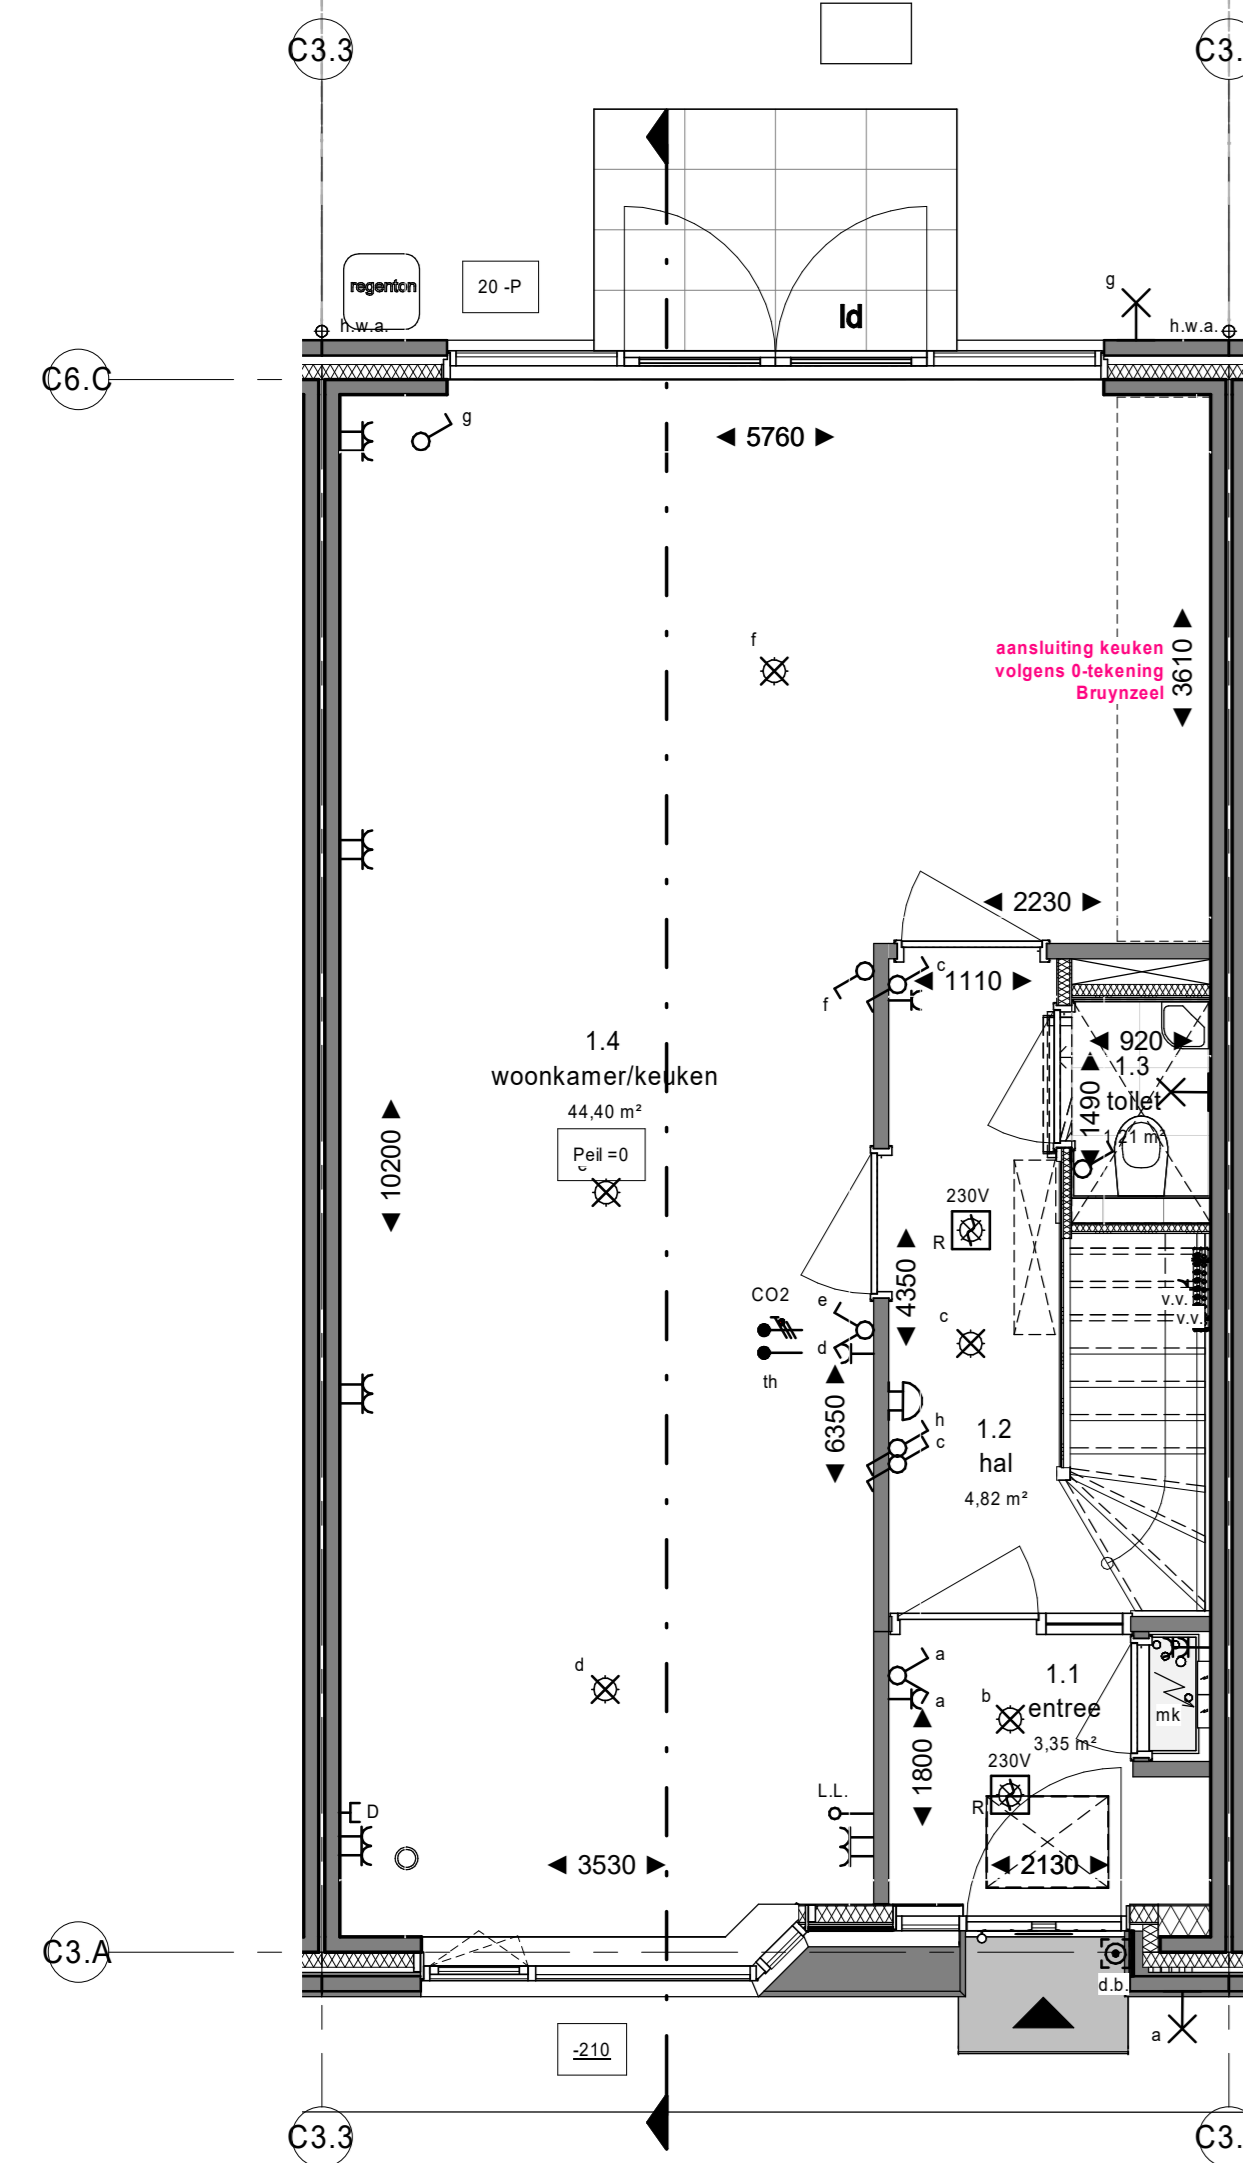 C3.3
C3.
regenton
20 -P
ld
g
h.w.a.
h.w.a.
C6.C
g
5760
f
aansluiting keuken
volgens 0-tekening
Bruynzeel
3610
2230
c
1110
f
1.4
woonkamer/keuken
44,40 m²
Peil =0
e
10200
920
1.3
toilet
1,21 m²
1490
230V
R
4350
c
CO2
e
d
th
6350
v.v.
v.v.
h
c
1.2
hal
4,82 m²
d
a
a
b
1.1
entree
3,35 m²
mk
230V
R
1800
L.L.
D
3530
2130
C3.A
d.b.
a
-210
C3.3
C3.